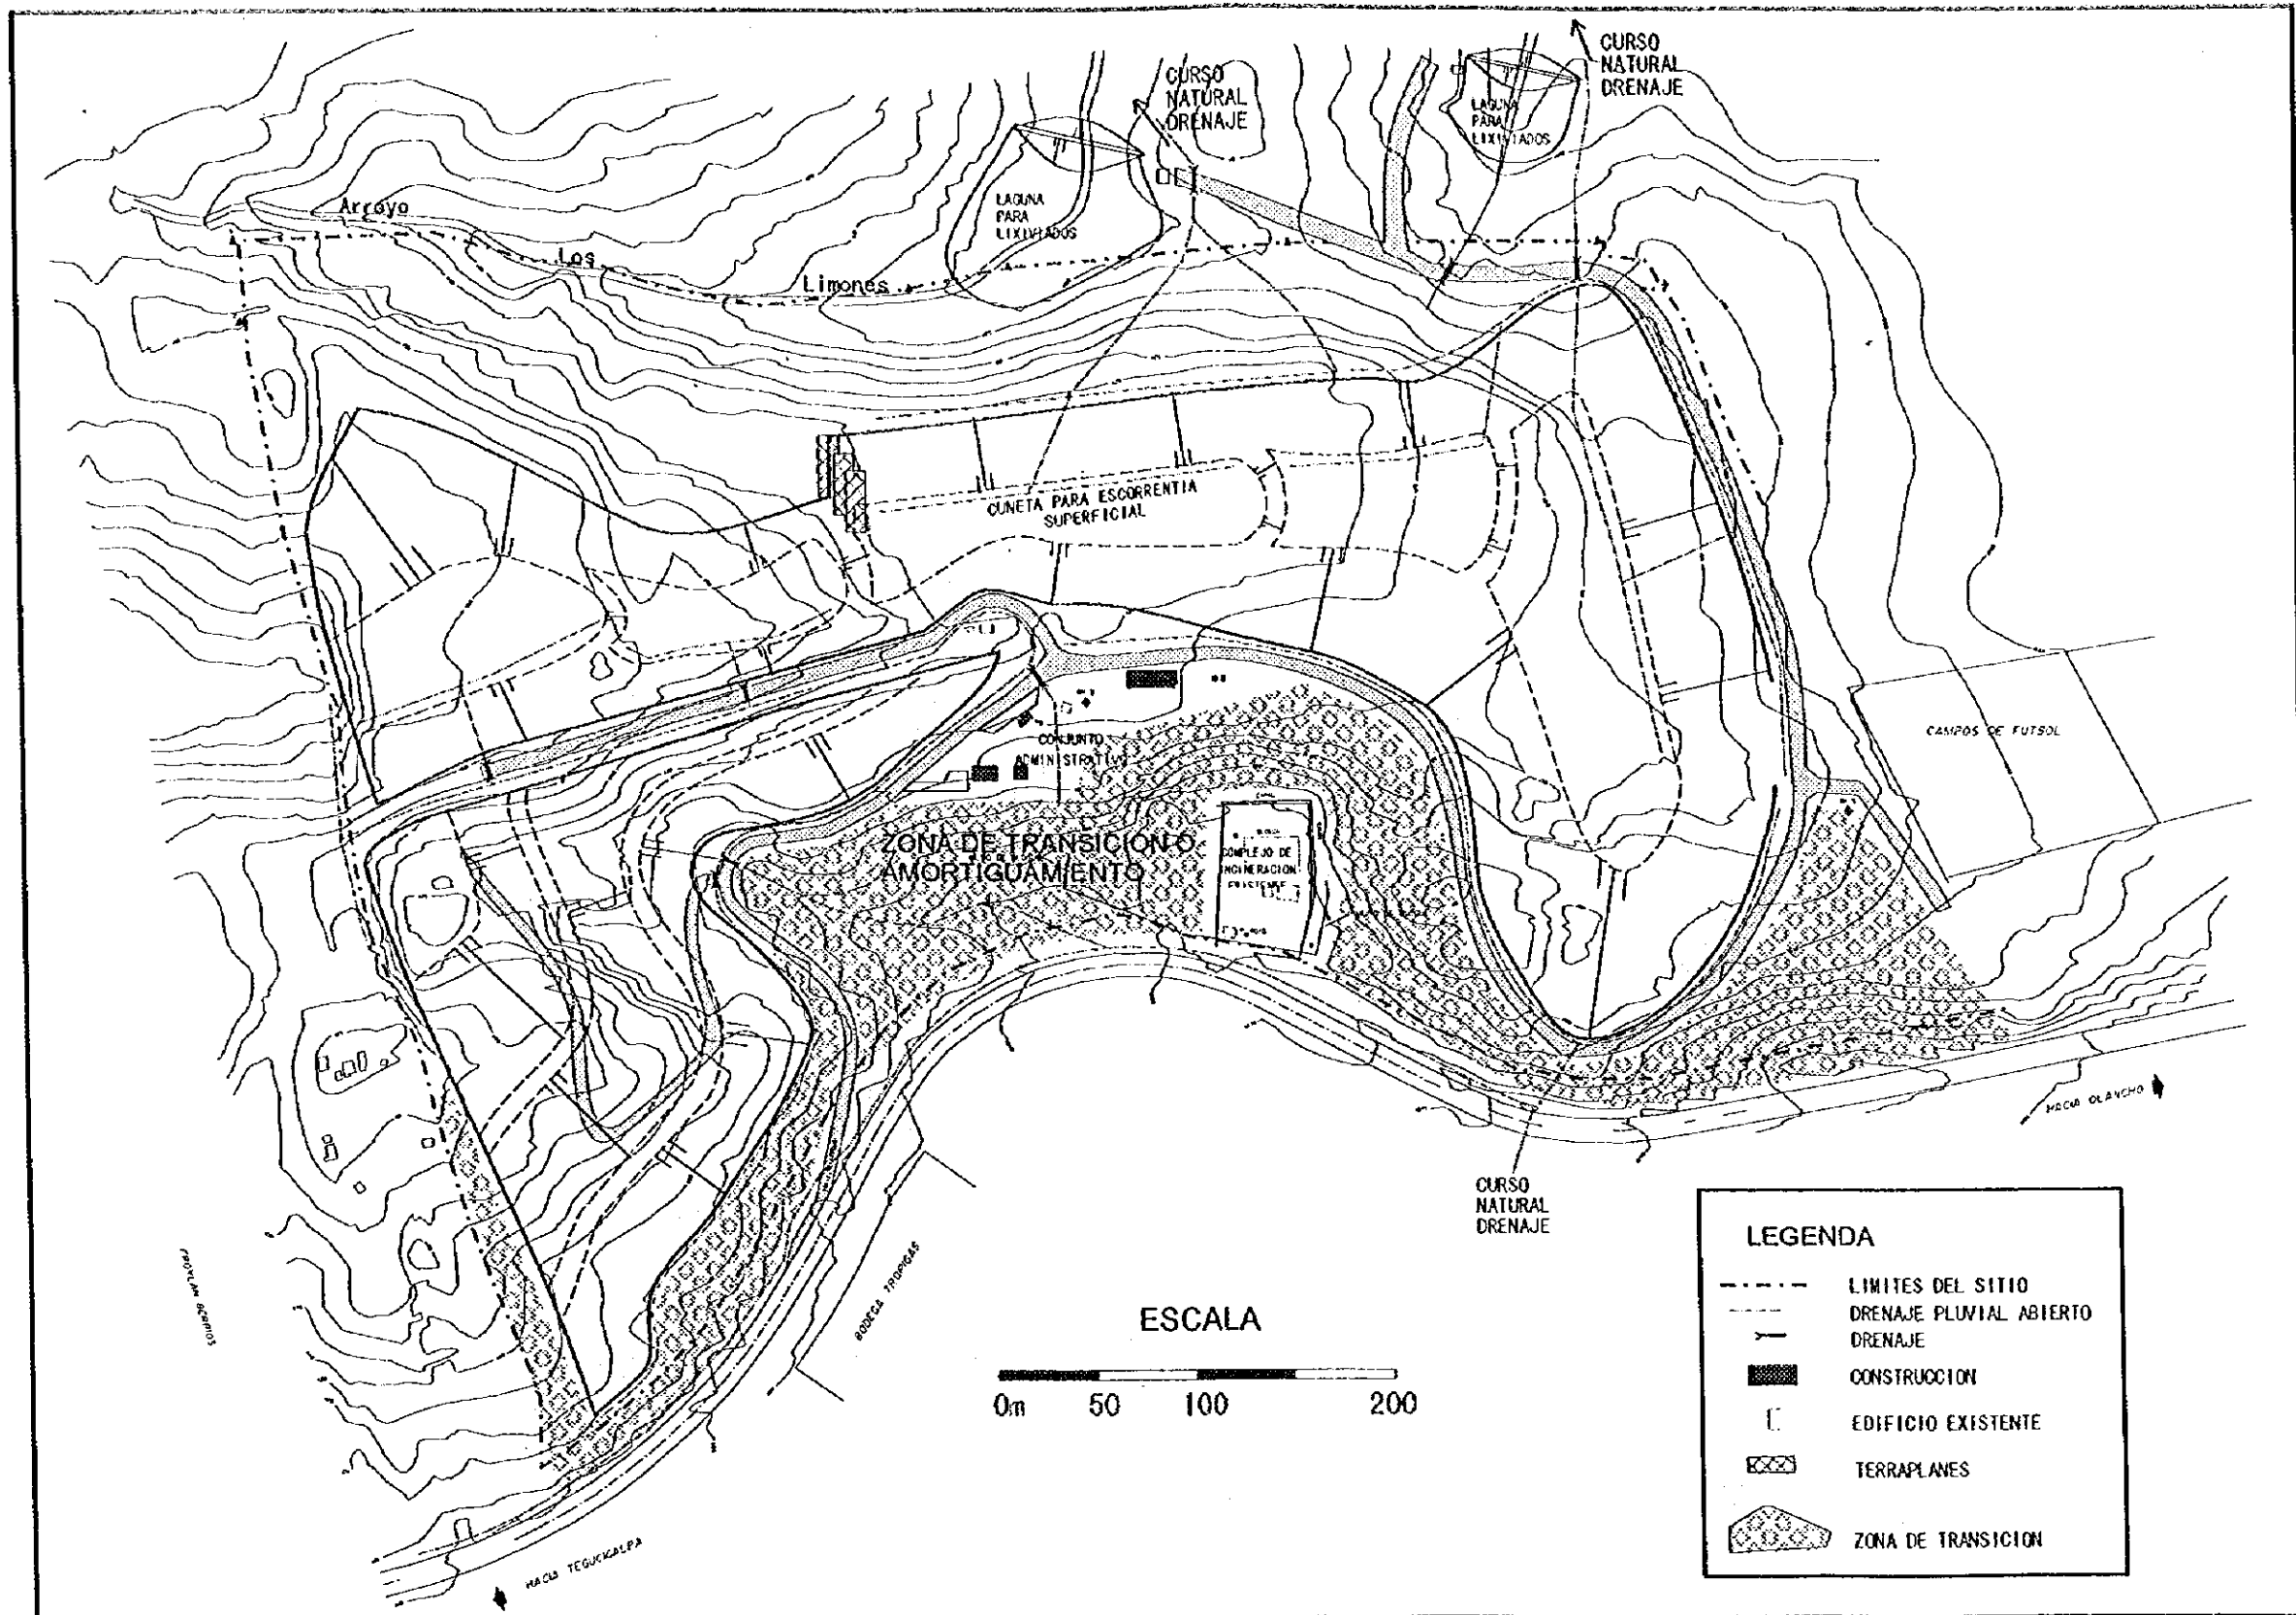 CURSO
NATURAL
DRENAJE
CURSO
NATURAL
DRENAJE
LAGUNA
PARA
LIXIVIADOS
LAGUNA
PARA
LIXIVIADOS
Arroyo
Los
Limones
CUNETA PARA ESCORRENTIA
SUPERFICIAL
CAMPOS DE FUTSOL
CONJUNTO
ADMINISTRATIVO
ZONA DE TRANSICION O
AMORTIGUAMIENTO
COMPLEJO DE
INCINERACION
EXISTENTE
HACIA OLANCHO
CURSO
NATURAL
DRENAJE
BODEGA TROPIGAS
HACIA TEGUCIGALPA
ESCALA
0m 50 100 200
LEGENDA
LIMITES DEL SITIO
DRENAJE PLUVIAL ABIERTO
DRENAJE
CONSTRUCCION
EDIFICIO EXISTENTE
TERRAPLANES
ZONA DE TRANSICION